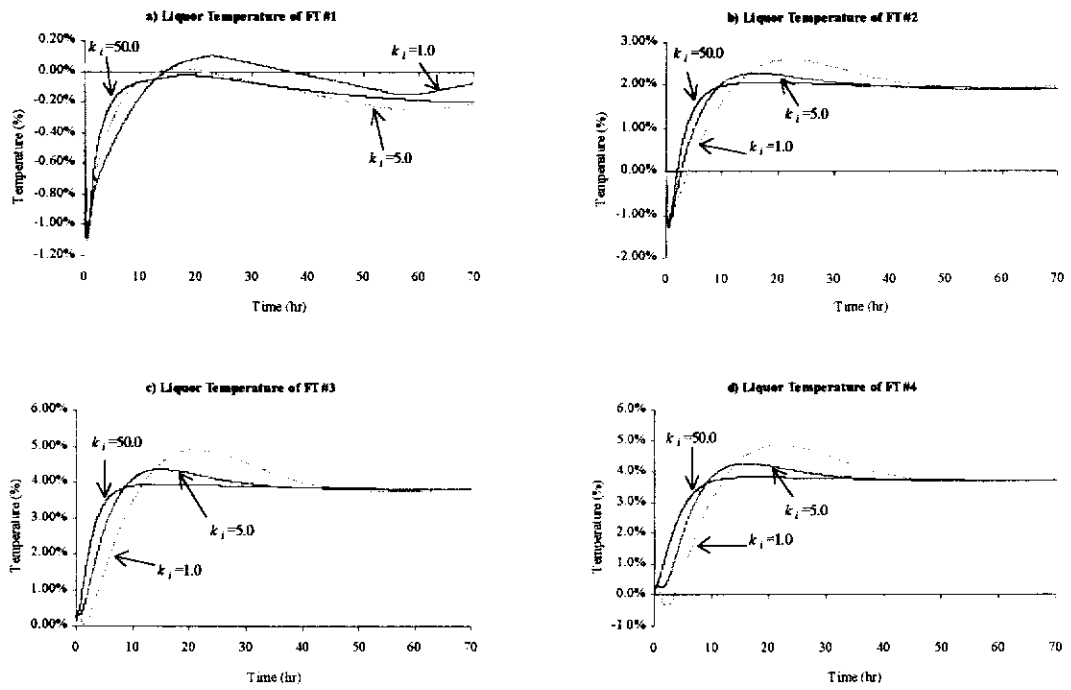 a) Liquor Temperature of FT#1
0.20%
0.00%
-0.20%
-0.40%
-0.60%
-0.80%
-1.00%
-1.20%
Temperature (%)
k i =50.0
k i =1.0
k i =5.0
0 10 20 30 40 50 60 70
Time (hr)
b) Liquor Temperature of FT#2
3.00%
2.00%
1.00%
0.00%
-1.00%
-2.00%
Temperature (%)
k i =50.0
k i =5.0
k i =1.0
0 10 20 30 40 50 60 70
Time (hr)
c) Liquor Temperature of FT#3
6.00%
5.00%
4.00%
3.00%
2.00%
1.00%
0.00%
Temperature (%)
k i =50.0
k i =5.0
k i =1.0
0 10 20 30 40 50 60 70
Time (hr)
d) Liquor Temperature of FT#4
6.0%
5.0%
4.0%
3.0%
2.0%
1.0%
0.0%
-1.0%
Temperature (%)
k i =50.0
k i =5.0
k i =1.0
0 10 20 30 40 50 60 70
Time (hr)